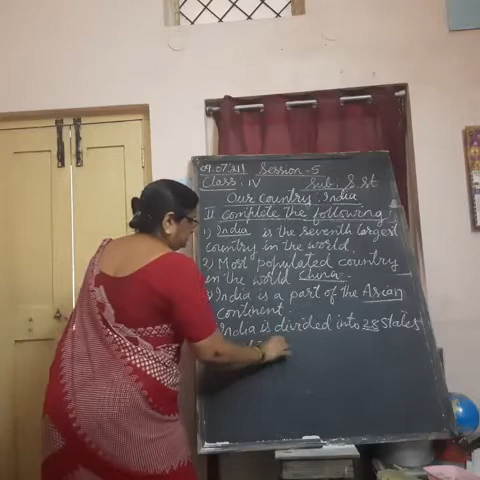 09.07.21 Session-5
Class: IV Sub: S St
Our Country: India
II Complete the following:
1) India is the seventh largest
country in the world.
2) Most populated country
in the world China.
3) India is a part of the Asian
continent.
India is divided into 28 states